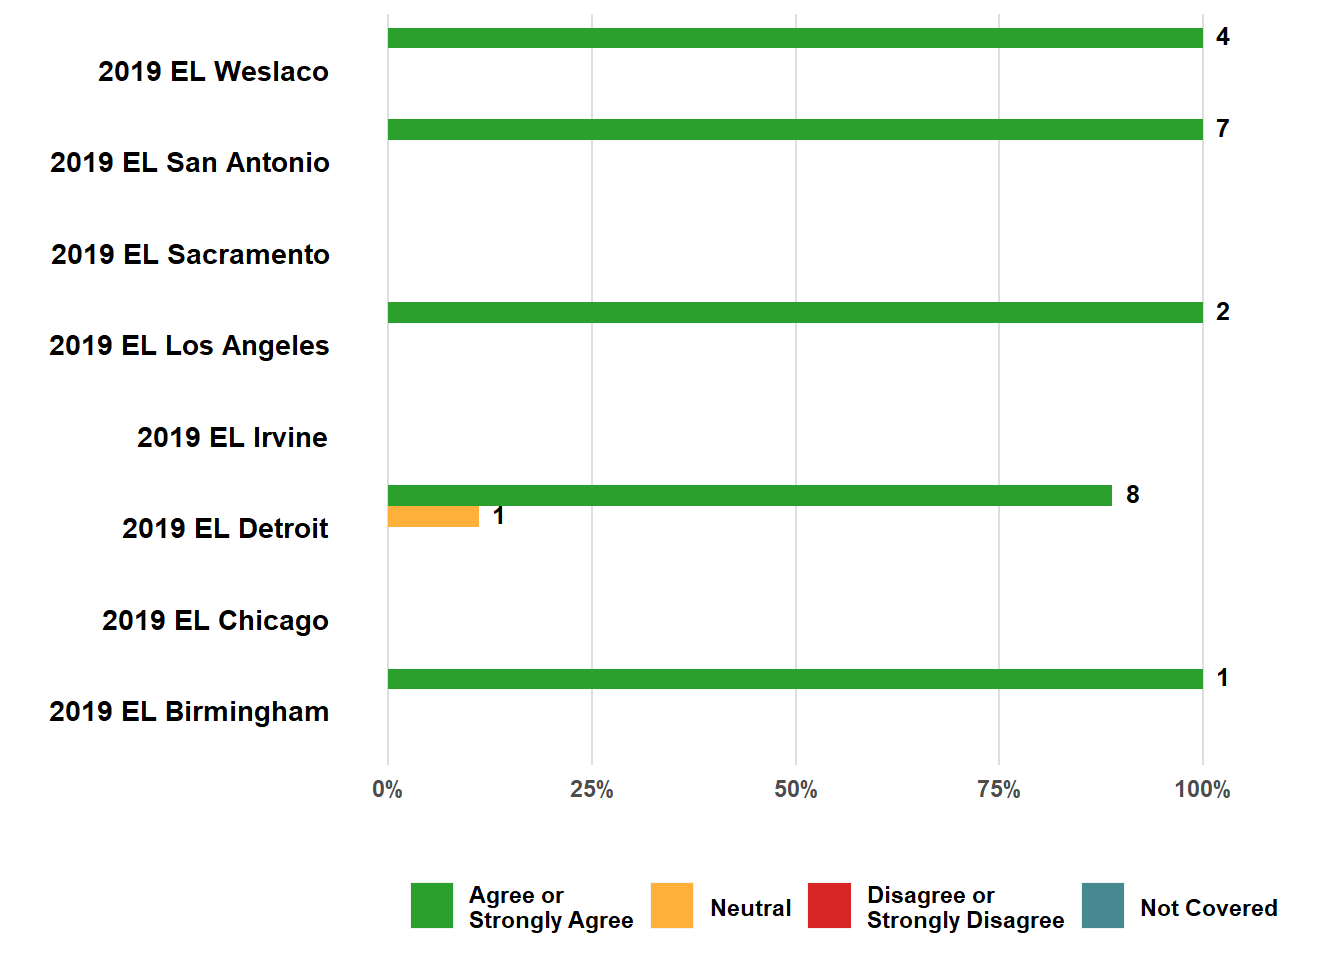 4
2019 EL Weslaco
7
2019 EL San Antonio
2019 EL Sacramento
2
2019 EL Los Angeles
2019 EL Irvine
8
1
2019 EL Detroit
2019 EL Chicago
1
2019 EL Birmingham
0% 25% 50% 75% 100%
Agree or
Strongly Agree
Neutral
Disagree or
Strongly Disagree
Not Covered